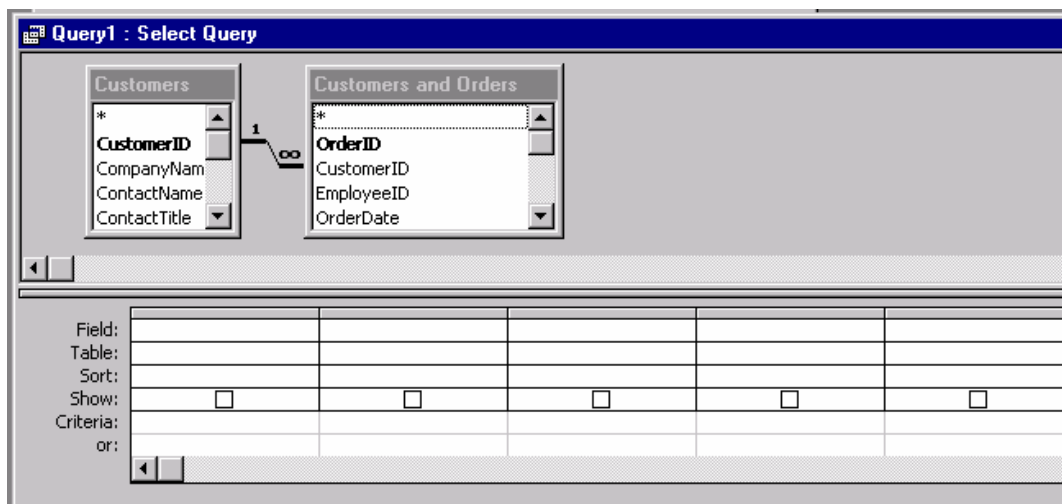 Query1 : Select Query
Customers
*
CustomerID
CompanyNam
ContactName
ContactTitle
1
∞
Customers and Orders
*
OrderID
CustomerID
EmployeeID
OrderDate
Field:
Table:
Sort:
Show:
Criteria:
or: